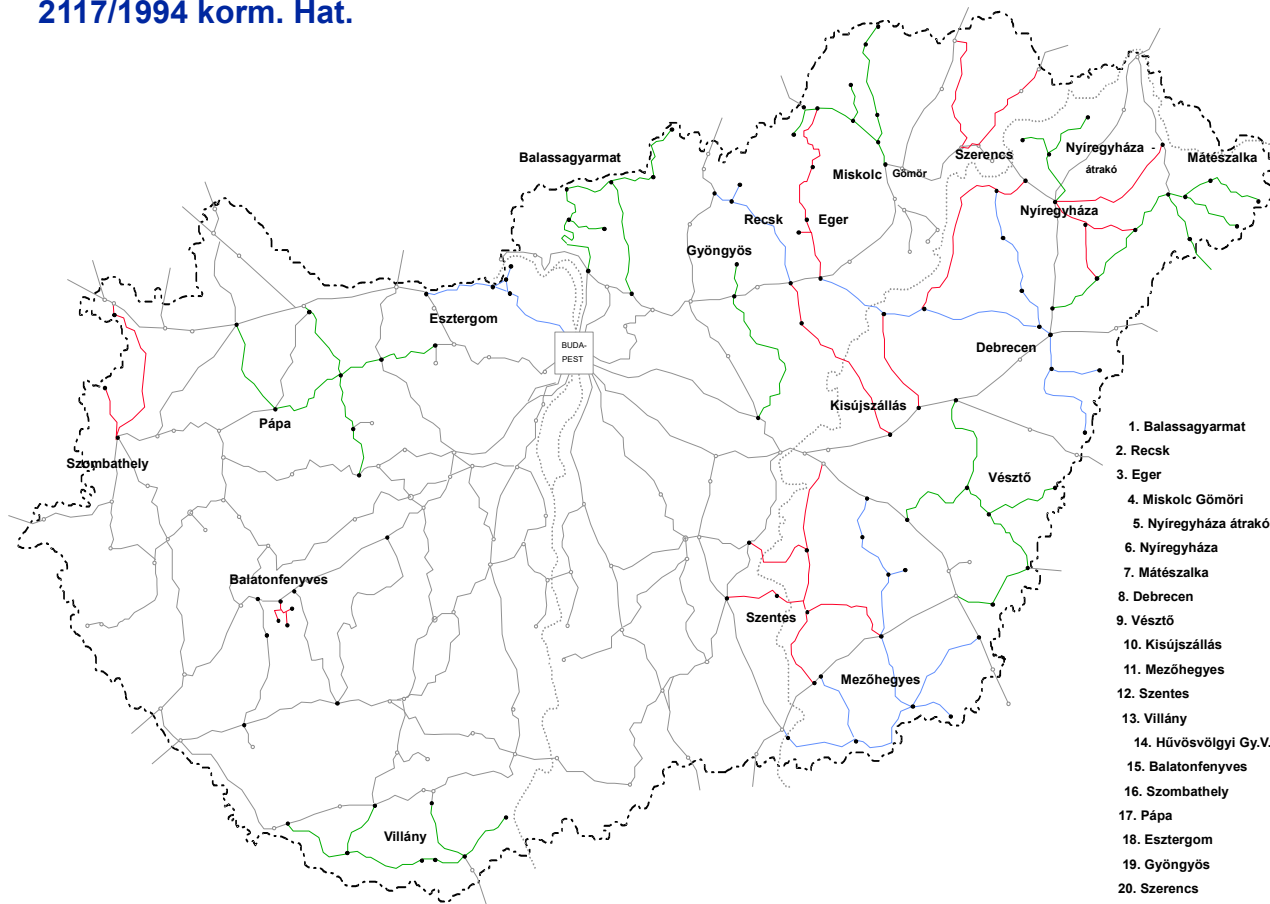 2117/1994 korm. Hat.
Balassagyarmat
Miskolc
Gömör
Szerencs
Nyíregyháza -
átrakó
Mátészalka
Nyíregyháza
Recsk
Eger
Gyöngyös
Esztergom
BUDA-
PEST
Debrecen
Kisújszállás
Pápa
Szombathely
Vésztő
Balatonfenyves
Szentes
Mezőhegyes
Villány
1. Balassagyarmat
2. Recsk
3. Eger
4. Miskolc Gömöri
5. Nyíregyháza átrakó
6. Nyíregyháza
7. Mátészalka
8. Debrecen
9. Vésztő
10. Kisújszállás
11. Mezőhegyes
12. Szentes
13. Villány
14. Hűvösvölgyi Gy.V.
15. Balatonfenyves
16. Szombathely
17. Pápa
18. Esztergom
19. Gyöngyös
20. Szerencs